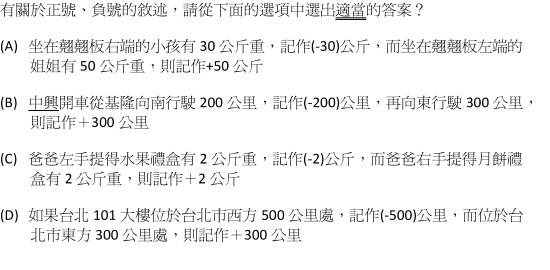 有關於正號、負號的敘述，請從下面的選項中選出適當的答案？
(A) 坐在翹翹板右端的小孩有 30 公斤重，記作(-30)公斤，而坐在翹翹板左端的
姐姐有 50 公斤重，則記作+50 公斤
(B) 中興開車從基隆向南行駛 200 公里，記作(-200)公里，再向東行駛 300 公里，
則記作＋300 公里
(C) 爸爸左手提得水果禮盒有 2 公斤重，記作(-2)公斤，而爸爸右手提得月餅禮
盒有 2 公斤重，則記作＋2 公斤
(D) 如果台北 101 大樓位於台北市西方 500 公里處，記作(-500)公里，而位於台
北市東方 300 公里處，則記作＋300 公里